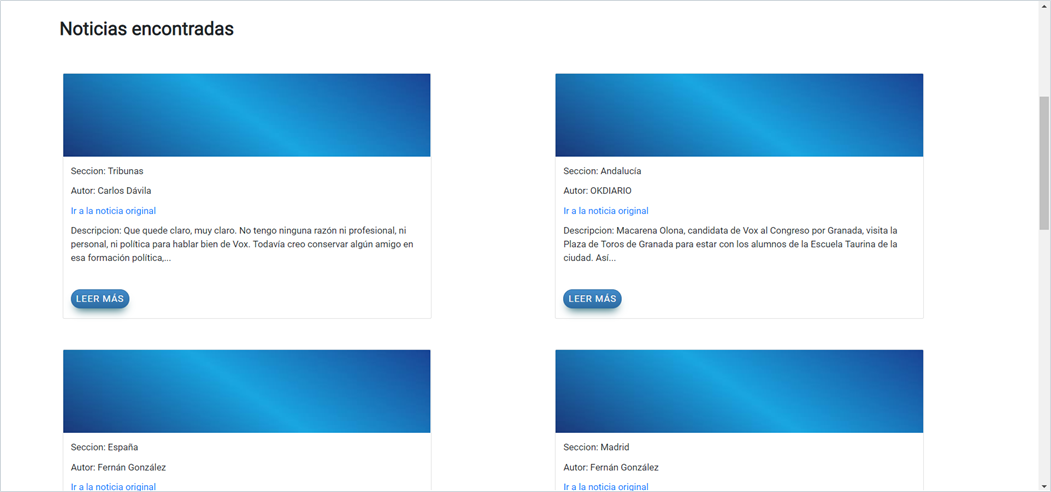 Noticias encontradas
Seccion: Tribunas
Autor: Carlos Dávila
Ir a la noticia original
Descripcion: Que quede claro, muy claro. No tengo ninguna razón ni profesional, ni
personal, ni política para hablar bien de Vox. Todavía creo conservar algún amigo en
esa formación política,...
LEER MÁS
Seccion: Andalucía
Autor: OKDIARIO
Ir a la noticia original
Descripcion: Macarena Olona, candidata de Vox al Congreso por Granada, visita la
Plaza de Toros de Granada para estar con los alumnos de la Escuela Taurina de la
ciudad. Así...
LEER MÁS
Seccion: España
Autor: Fernán González
Ir a la noticia original
Seccion: Madrid
Autor: Fernán González
Ir a la noticia original